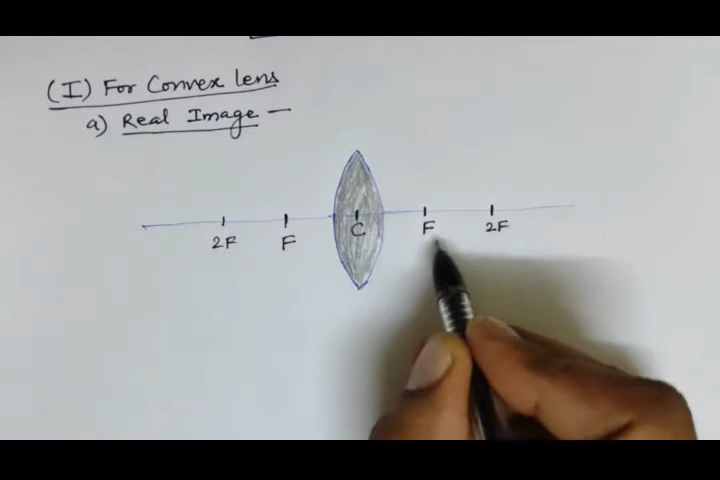 (I) For Convex lens
a) Real Image —
2F F C F 2F